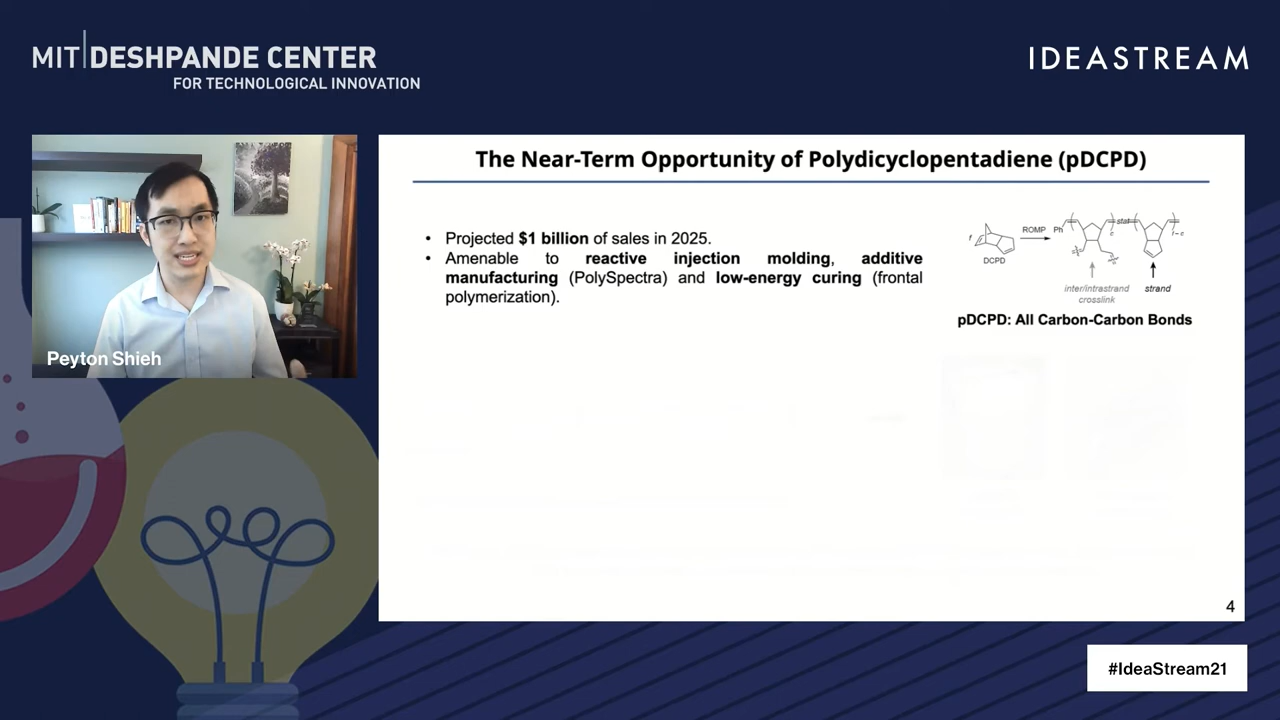 MIT DESHPANDE CENTER
FOR TECHNOLOGICAL INNOVATION
IDEASTREAM
Peyton Shieh
The Near-Term Opportunity of Polydicyclopentadiene (pDCPD)
• Projected $1 billion of sales in 2025.
• Amenable to reactive injection molding, additive
manufacturing (PolySpectra) and low-energy curing (frontal
polymerization).
DCPD
ROMP
Ph
inter/intrastrand
crosslink
strand
pDCPD: All Carbon-Carbon Bonds
4
#IdeaStream21